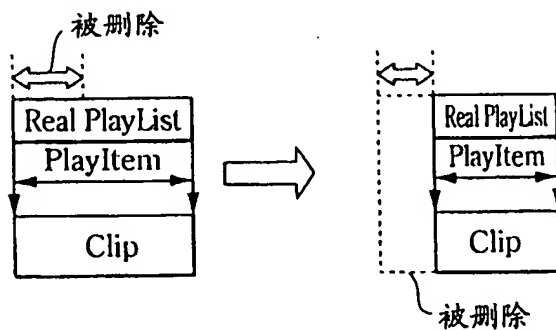 被删除
Real PlayList
PlayItem
Clip
Real PlayList
PlayItem
Clip
被删除